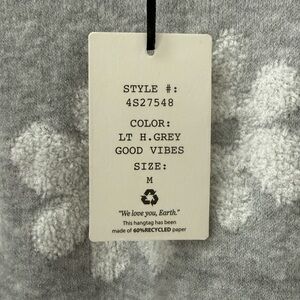 STYLE #:
4S27548
COLOR:
LT H.GREY
GOOD VIBES
SIZE:
M
"We love you, Earth."
This hangtag has been
made of 60%RECYCLED paper